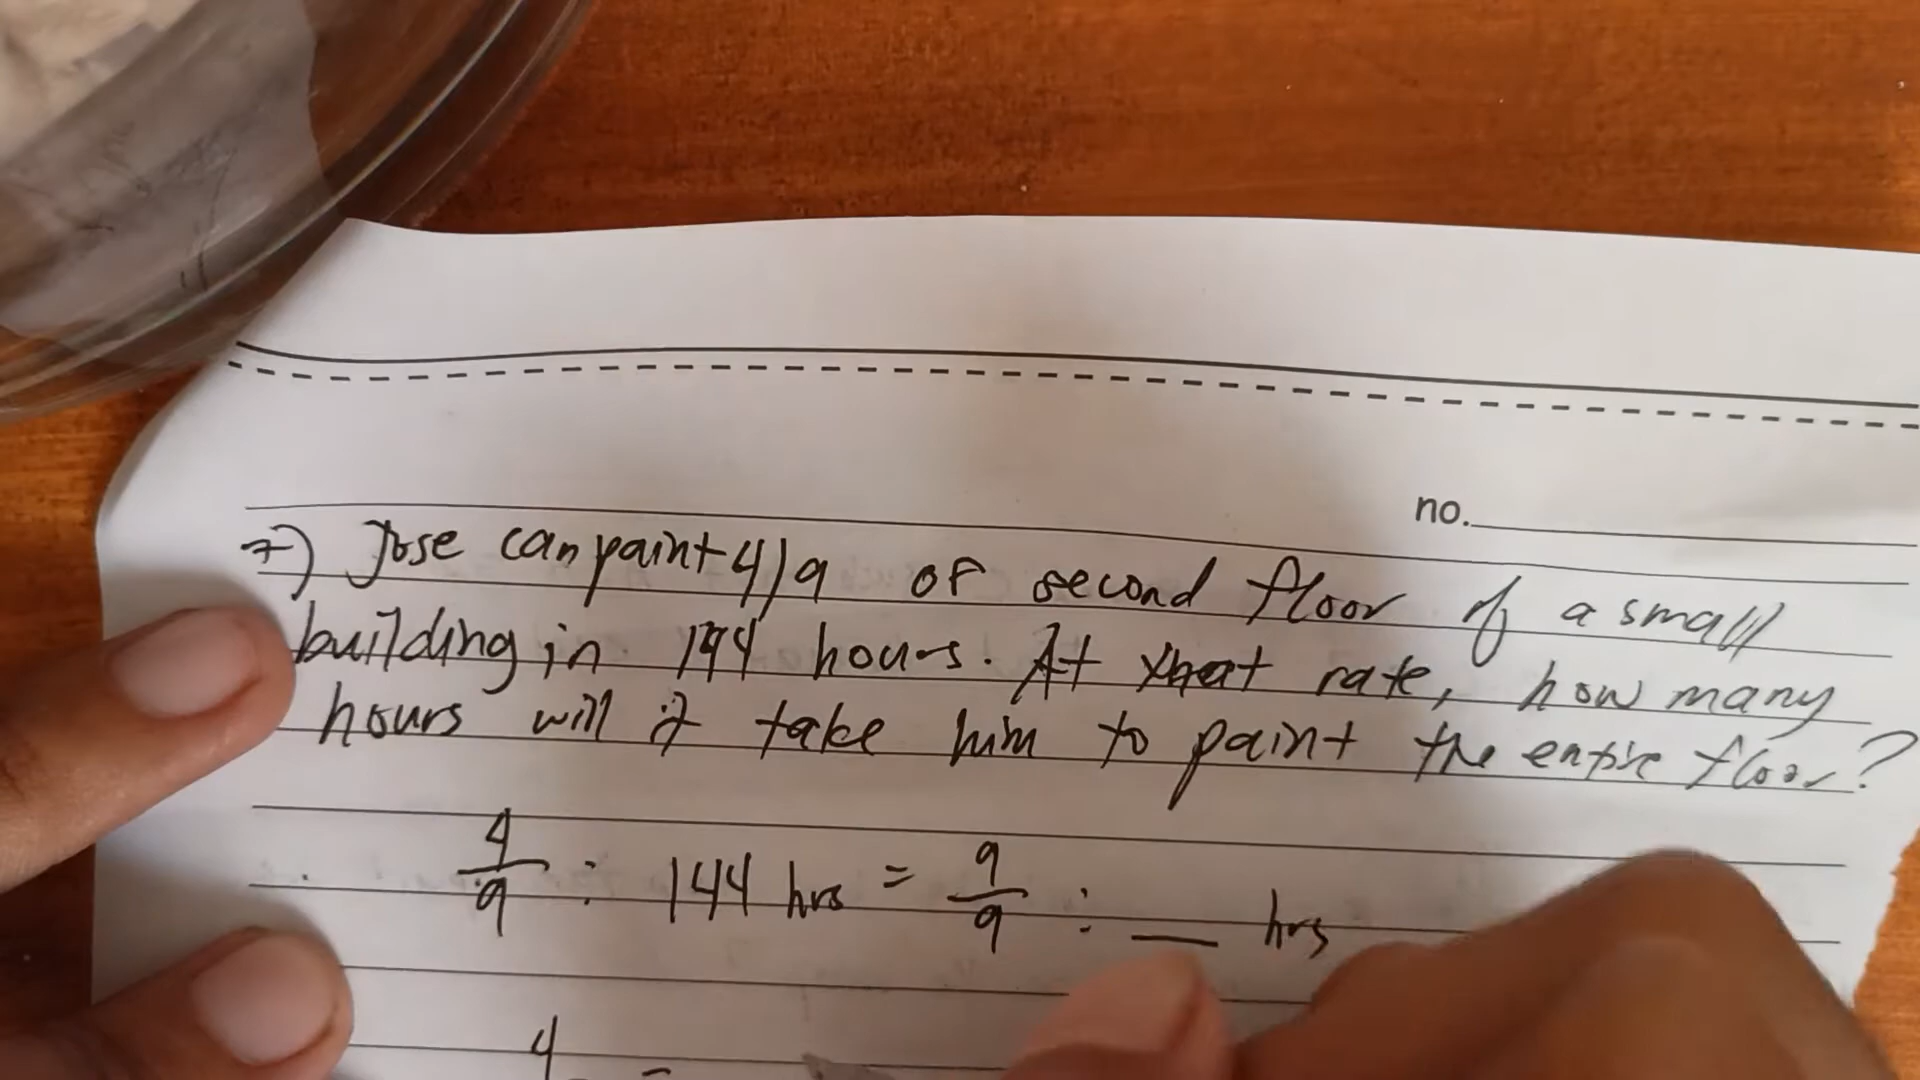 no.
7) Jose can paint 4/9 of second floor of a small
building in 144 hours. At that rate, how many
hours will it take him to paint the entire floor?
4/9 : 144 hrs = 9/9 : __ hrs
4 =